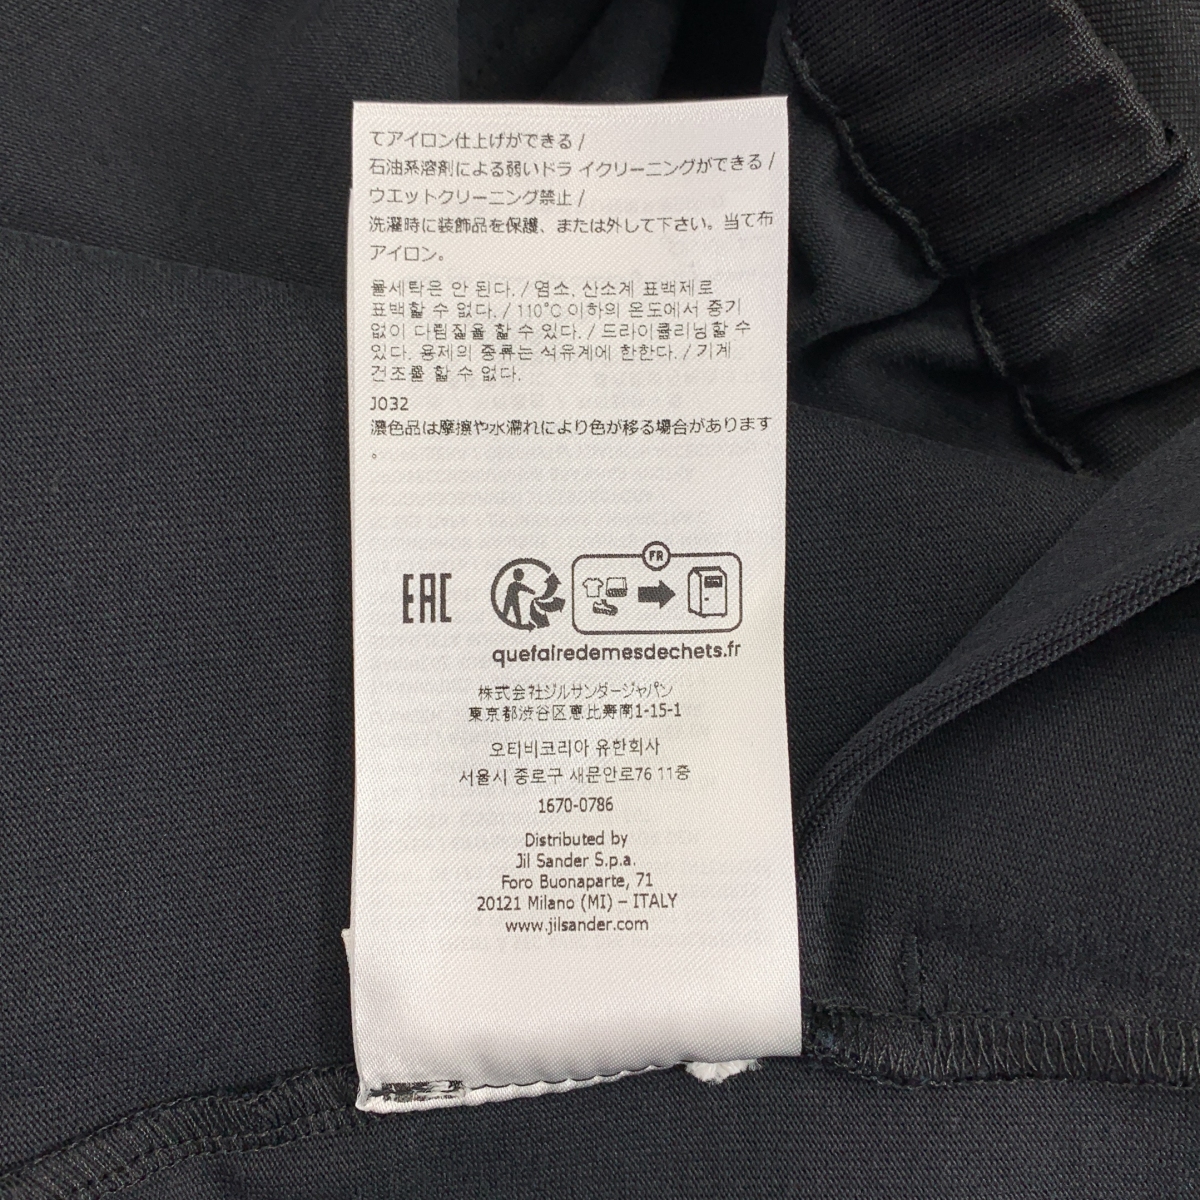 てアイロン仕上げができる /
石油系溶剤による弱いドラ イクリーニングができる /
ウエットクリーニング禁止 /
洗濯時に装飾品を保護、または外して下さい。当て布
アイロン。
물세탁은 안 된다. / 염소, 산소계 표백제로
표백할 수 없다. / 110°C 이하의 온도에서 중기
없이 다림질을 할 수 있다. / 드라이클리닝할 수
있다. 용제의 종류는 석유계에 한한다. / 기계
건조를 할 수 없다.
J032
濃色品は摩擦や水濡れにより色が移る場合があります
。
FR
EAC
quefairedemesdechets.fr
株式会社ジルサンダージャパン
東京都渋谷区恵比寿南1-15-1
오티비코리아 유한회사
서울시 종로구 새문안로76 11층
1670-0786
Distributed by
Jil Sander S.p.a.
Foro Buonaparte, 71
20121 Milano (MI) – ITALY
www.jilsander.com